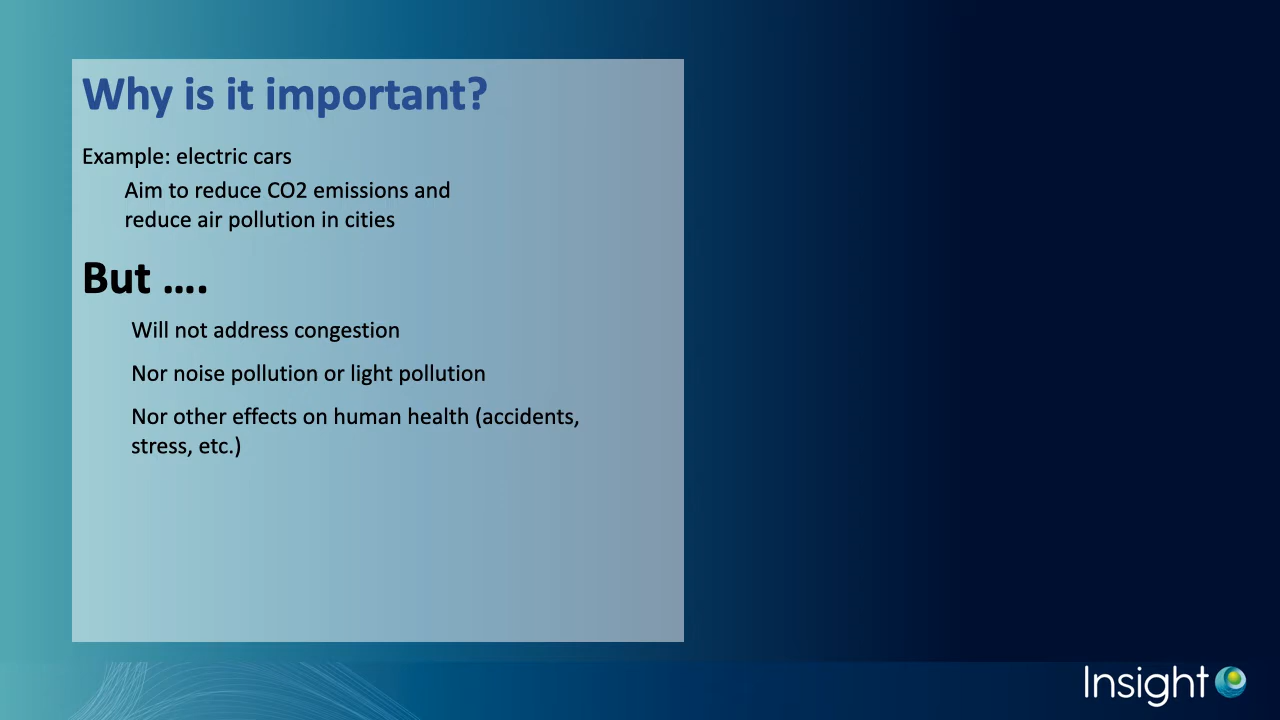 Why is it important?
Example: electric cars
Aim to reduce CO2 emissions and
reduce air pollution in cities
But ….
Will not address congestion
Nor noise pollution or light pollution
Nor other effects on human health (accidents,
stress, etc.)
Insight